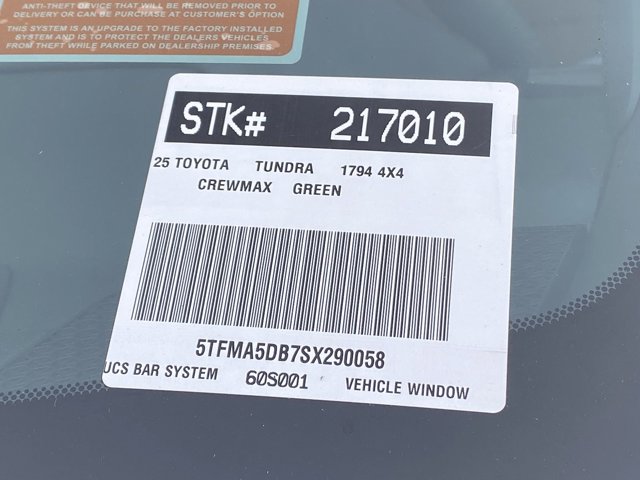 ANTI-THEFT DEVICE THAT WILL BE REMOVED PRIOR TO
DELIVERY OR CAN BE PURCHASE AT CUSTOMER'S OPTION
THIS SYSTEM IS AN UPGRADE TO THE FACTORY INSTALLED
SYSTEM AND IS TO PROTECT THE DEALERS VEHICLES
FROM THEFT WHILE PARKED ON DEALERSHIP PREMISES
STK# 217010
25 TOYOTA TUNDRA 1794 4X4
CREWMAX GREEN
5TFMA5DB7SX290058
UCS BAR SYSTEM 60S001 VEHICLE WINDOW